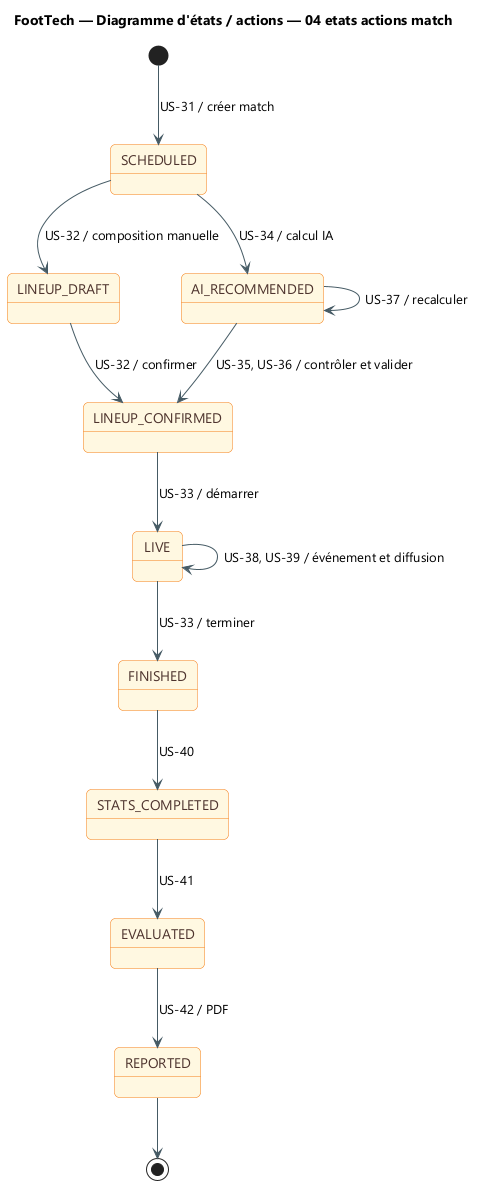 FootTech — Diagramme d'états / actions — 04 etats actions match
US-31 / créer match
SCHEDULED
US-32 / composition manuelle
US-34 / calcul IA
LINEUP_DRAFT
AI_RECOMMENDED
US-37 / recalculer
US-32 / confirmer
US-35, US-36 / contrôler et valider
LINEUP_CONFIRMED
US-33 / démarrer
LIVE
US-38, US-39 / événement et diffusion
US-33 / terminer
FINISHED
US-40
STATS_COMPLETED
US-41
EVALUATED
US-42 / PDF
REPORTED